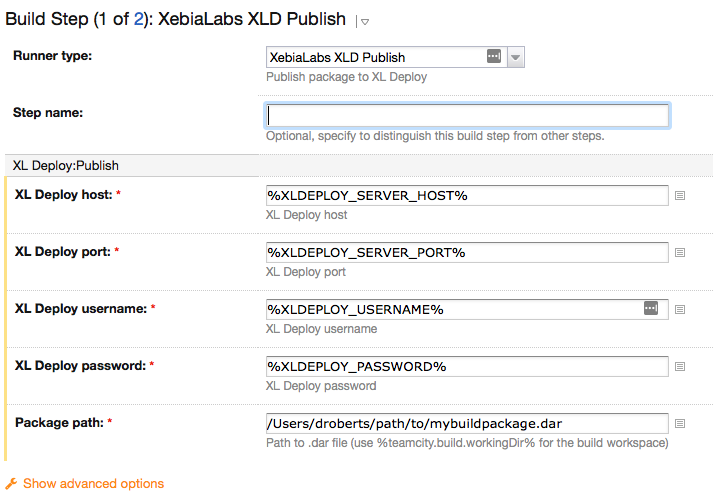 Build Step (1 of 2): XebiaLabs XLD Publish
Runner type: XebiaLabs XLD Publish
Publish package to XL Deploy
Step name:
Optional, specify to distinguish this build step from other steps.
XL Deploy:Publish
XL Deploy host: * %XLDEPLOY_SERVER_HOST%
XL Deploy host
XL Deploy port: * %XLDEPLOY_SERVER_PORT%
XL Deploy port
XL Deploy username: * %XLDEPLOY_USERNAME%
XL Deploy username
XL Deploy password: * %XLDEPLOY_PASSWORD%
XL Deploy password
Package path: * /Users/droberts/path/to/mybuildpackage.dar
Path to .dar file (use %teamcity.build.workingDir% for the build workspace)
Show advanced options